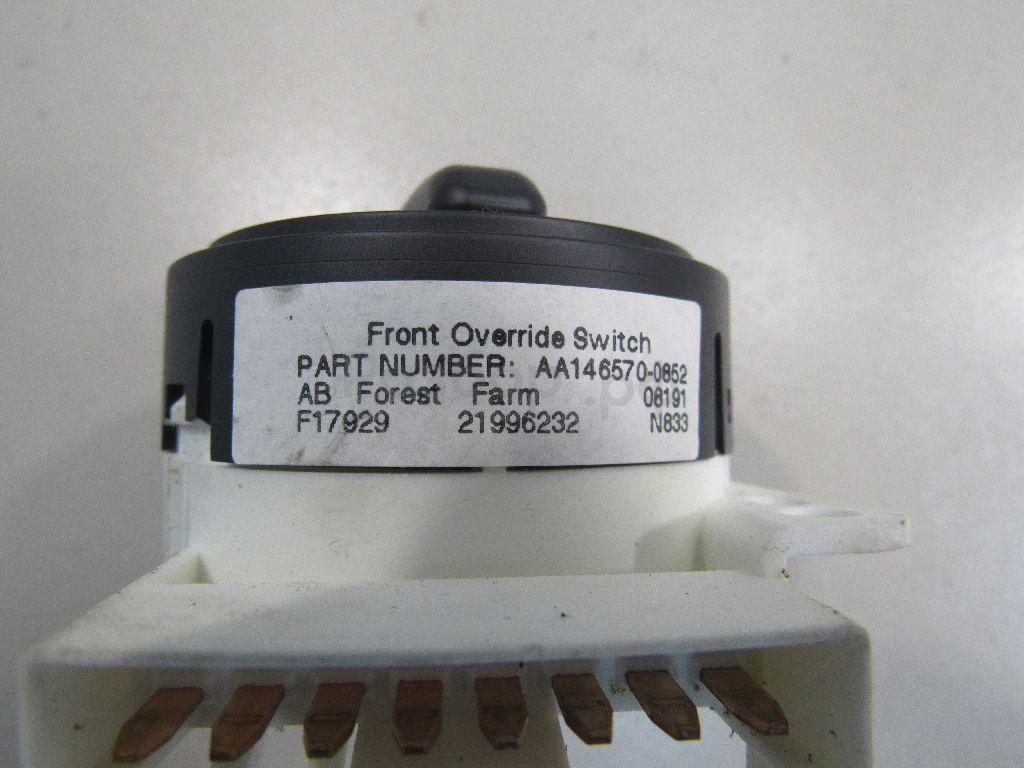 Front Override Switch
PART NUMBER: AA146570-0852
AB Forest Farm 08191
F17929 21996232 N833